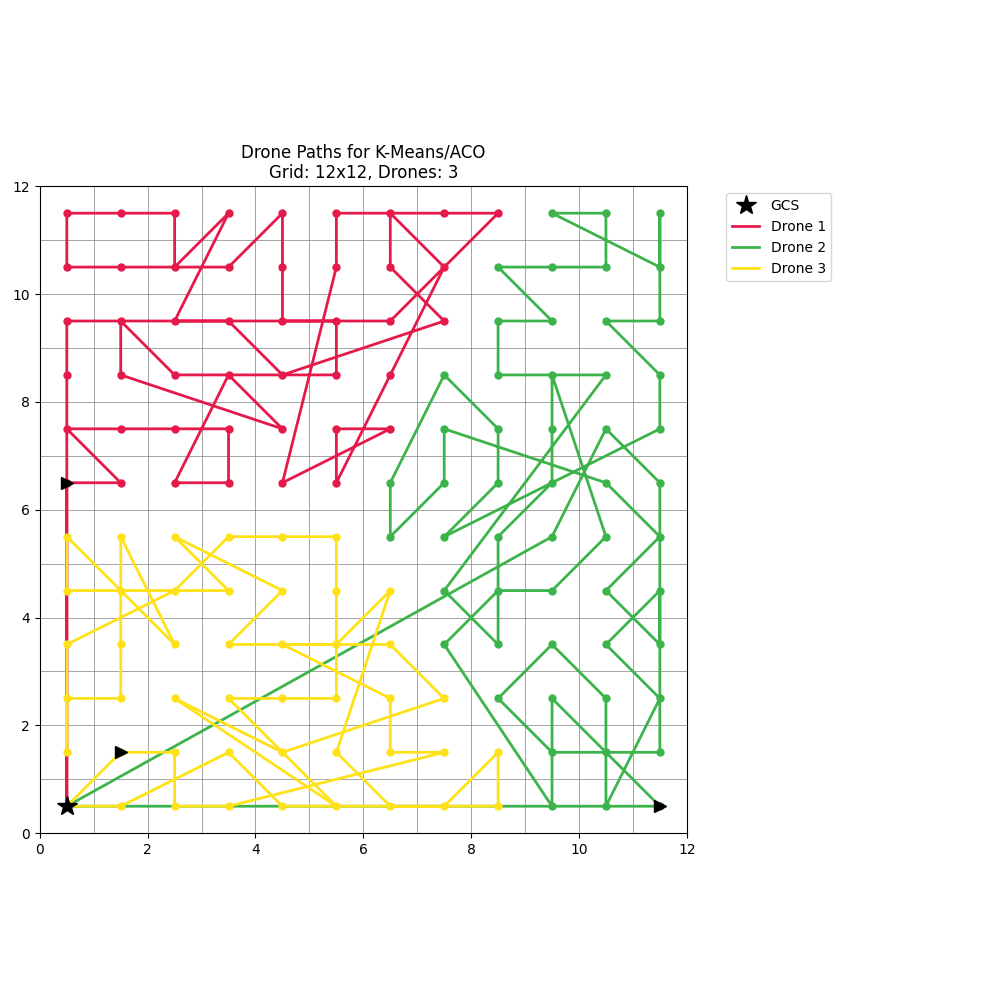 Drone Paths for K-Means/ACO
Grid: 12x12, Drones: 3
GCS
Drone 1
Drone 2
Drone 3
12
10
8
6
4
2
0
0 2 4 6 8 10 12